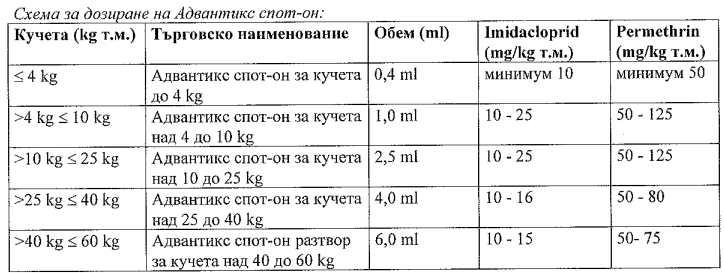 Схема за дозиране на Адвантикс спот-он:
Кучета (kg т.м.) Търговско наименование Обем (ml) Imidacloprid (mg/kg т.м.) Permethrin (mg/kg т.м.)
≤ 4 kg Адвантикс спот-он за кучета до 4 kg 0,4 ml минимум 10 минимум 50
>4 kg ≤ 10 kg Адвантикс спот-он за кучета над 4 до 10 kg 1,0 ml 10 - 25 50 - 125
>10 kg ≤ 25 kg Адвантикс спот-он за кучета над 10 до 25 kg 2,5 ml 10 - 25 50 - 125
>25 kg ≤ 40 kg Адвантикс спот-он за кучета над 25 до 40 kg 4,0 ml 10 - 16 50 - 80
>40 kg ≤ 60 kg Адвантикс спот-он разтвор за кучета над 40 до 60 kg 6,0 ml 10 - 15 50- 75